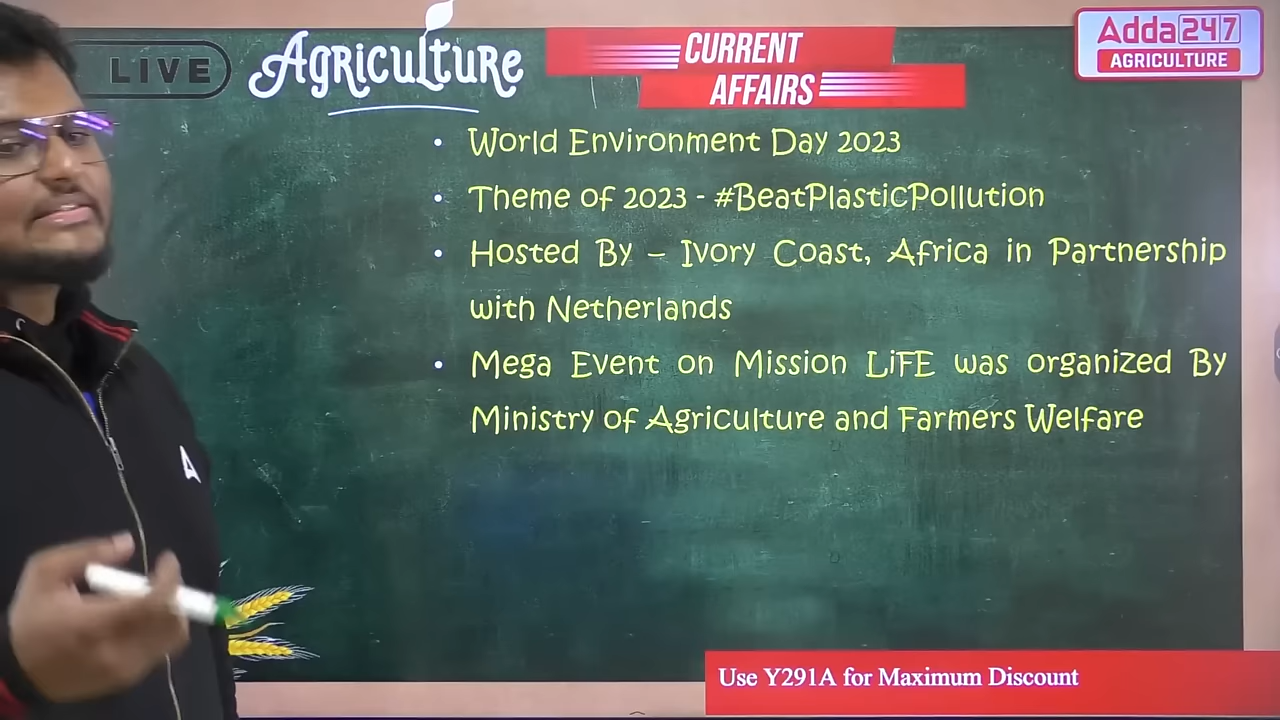 LIVE
Agriculture
CURRENT
AFFAIRS
Adda247
AGRICULTURE
• World Environment Day 2023
• Theme of 2023 - #BeatPlasticPollution
• Hosted By – Ivory Coast, Africa in Partnership
with Netherlands
• Mega Event on Mission LiFE was organized By
Ministry of Agriculture and Farmers Welfare
Use Y291A for Maximum Discount